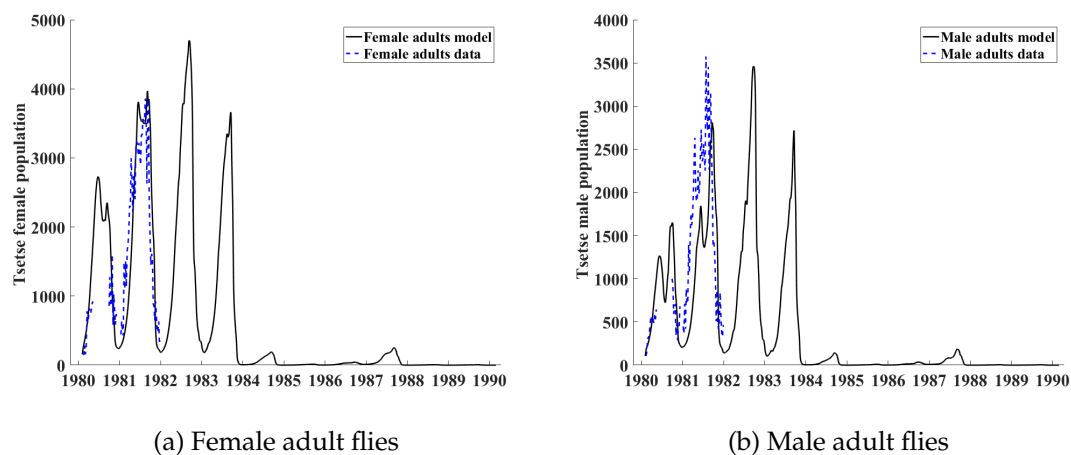 5000
4000
3000
2000
1000
0
Tsetse female population
Female adults model
Female adults data
1980 1981 1982 1983 1984 1985 1986 1987 1988 1989 1990
(a) Female adult flies
4000
3500
3000
2500
2000
1500
1000
500
0
Tsetse male population
Male adults model
Male adults data
1980 1981 1982 1983 1984 1985 1986 1987 1988 1989 1990
(b) Male adult flies